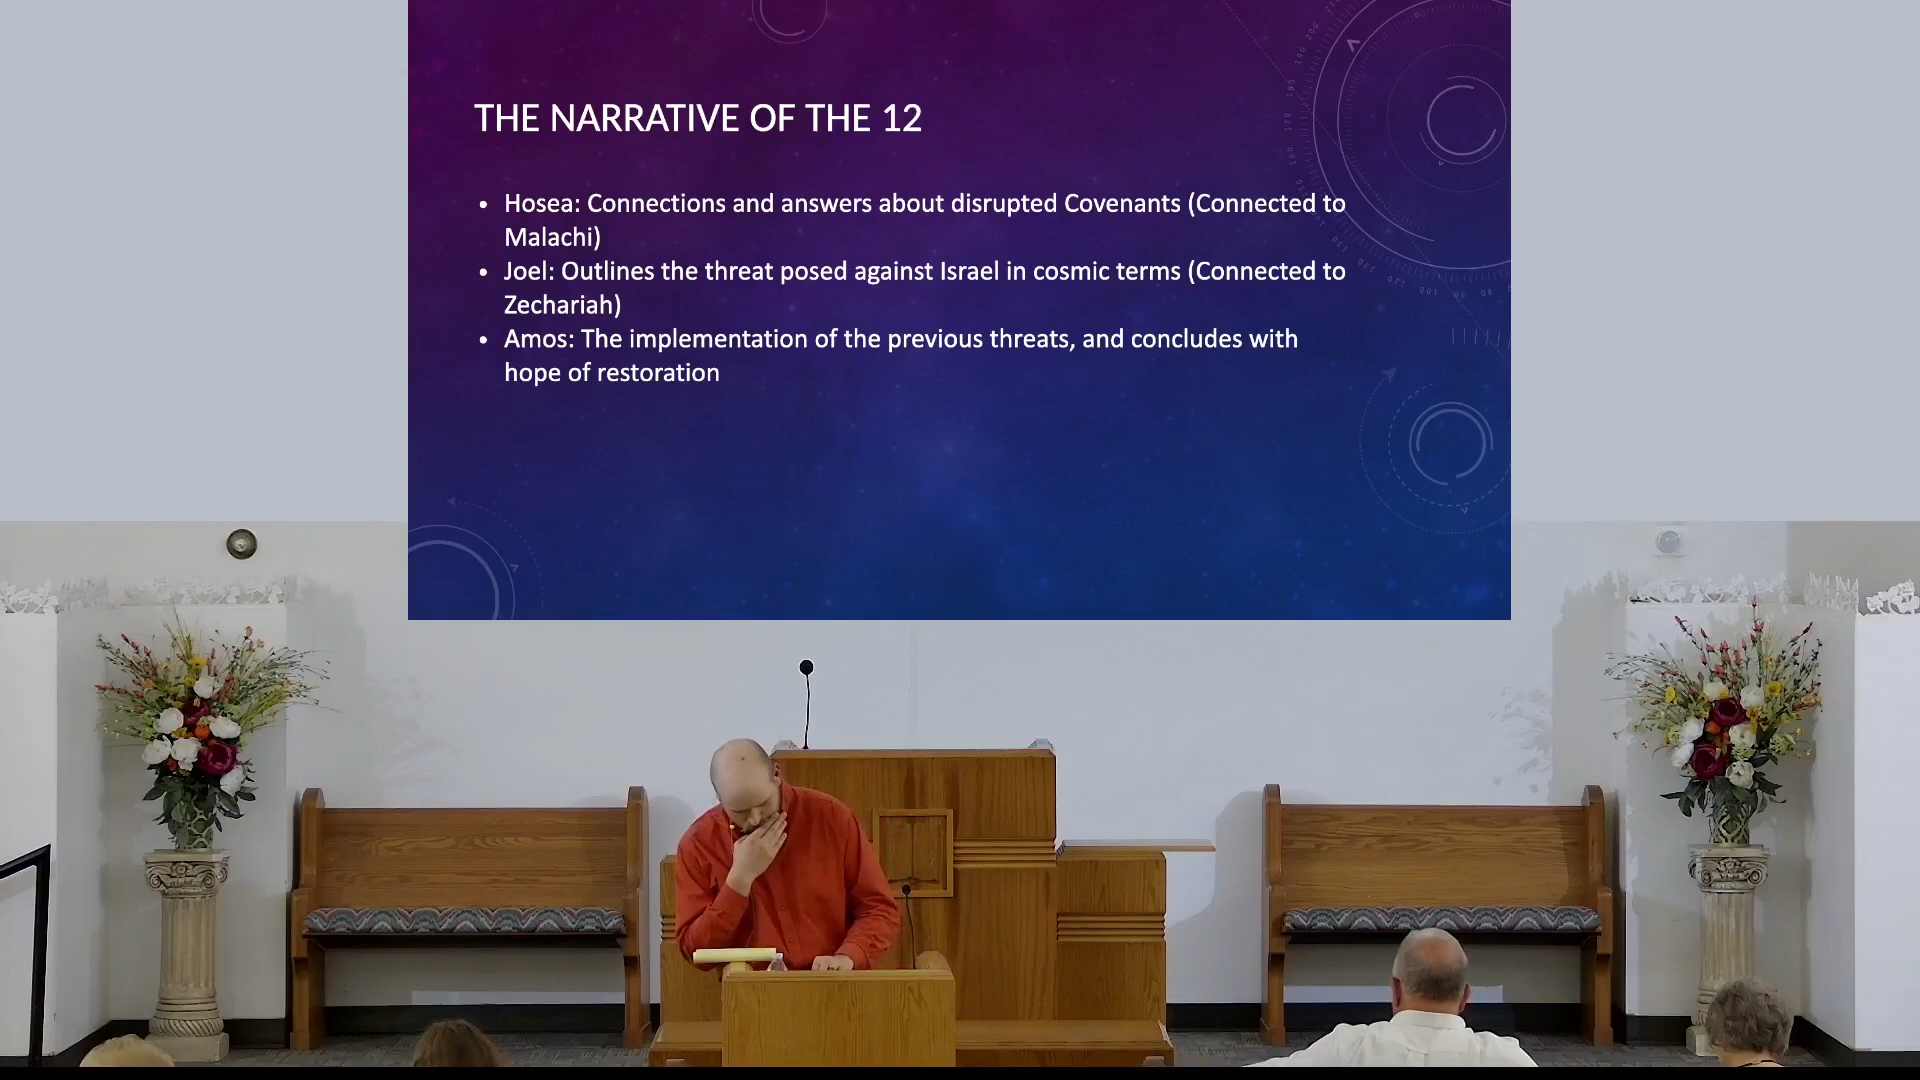 THE NARRATIVE OF THE 12
• Hosea: Connections and answers about disrupted Covenants (Connected to
Malachi)
• Joel: Outlines the threat posed against Israel in cosmic terms (Connected to
Zechariah)
• Amos: The implementation of the previous threats, and concludes with
hope of restoration